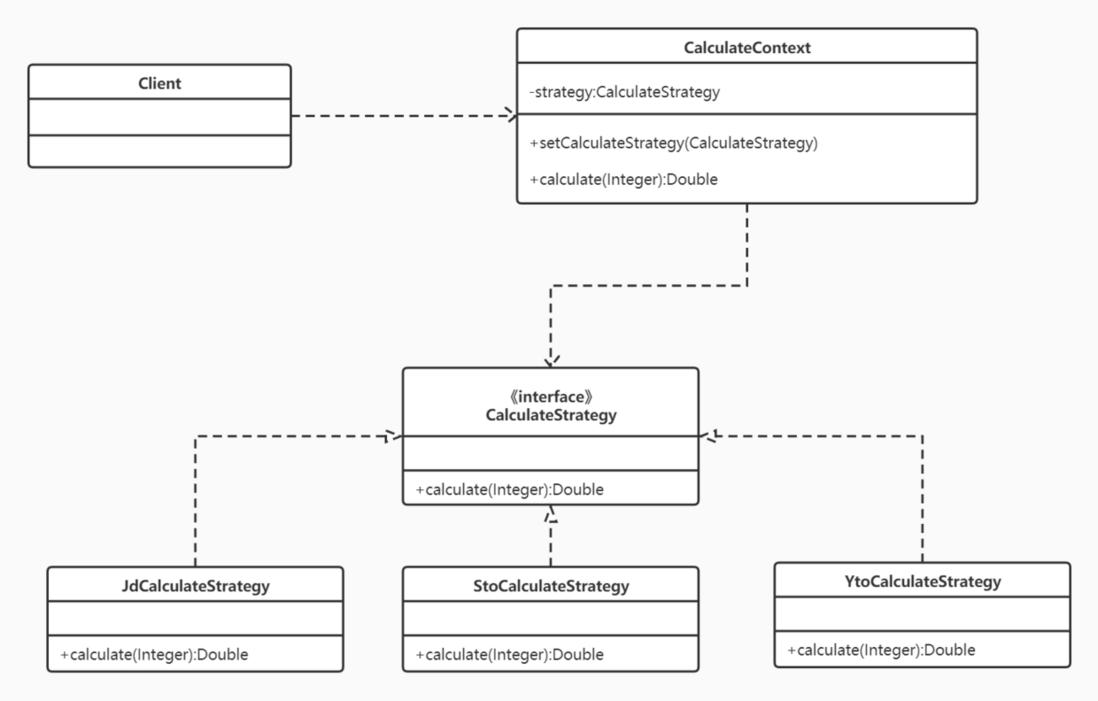 Client
CalculateContext
-strategy:CalculateStrategy
+setCalculateStrategy(CalculateStrategy)
+calculate(Integer):Double
《interface》
CalculateStrategy
+calculate(Integer):Double
JdCalculateStrategy
+calculate(Integer):Double
StoCalculateStrategy
+calculate(Integer):Double
YtoCalculateStrategy
+calculate(Integer):Double